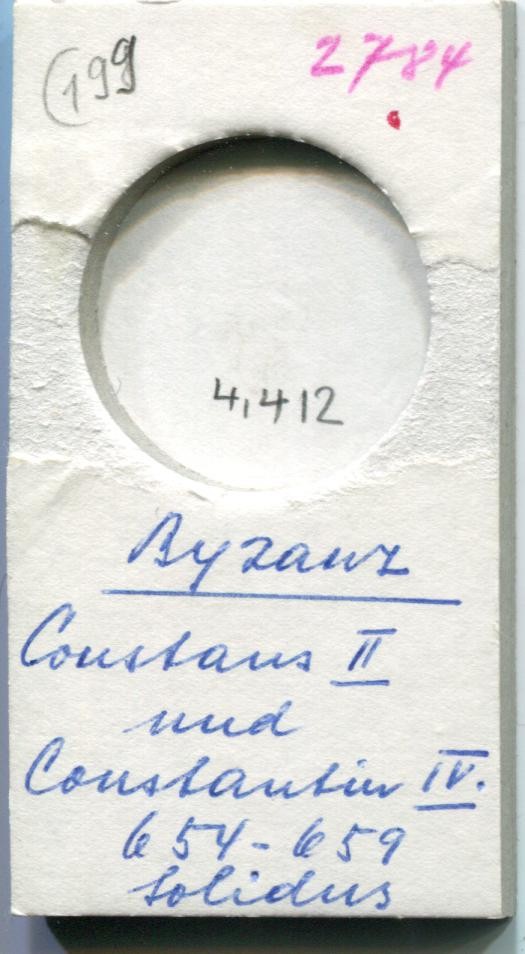 199 2784
4,412
Byzanz
Constans II
und
Constantin IV.
654-659
Solidus